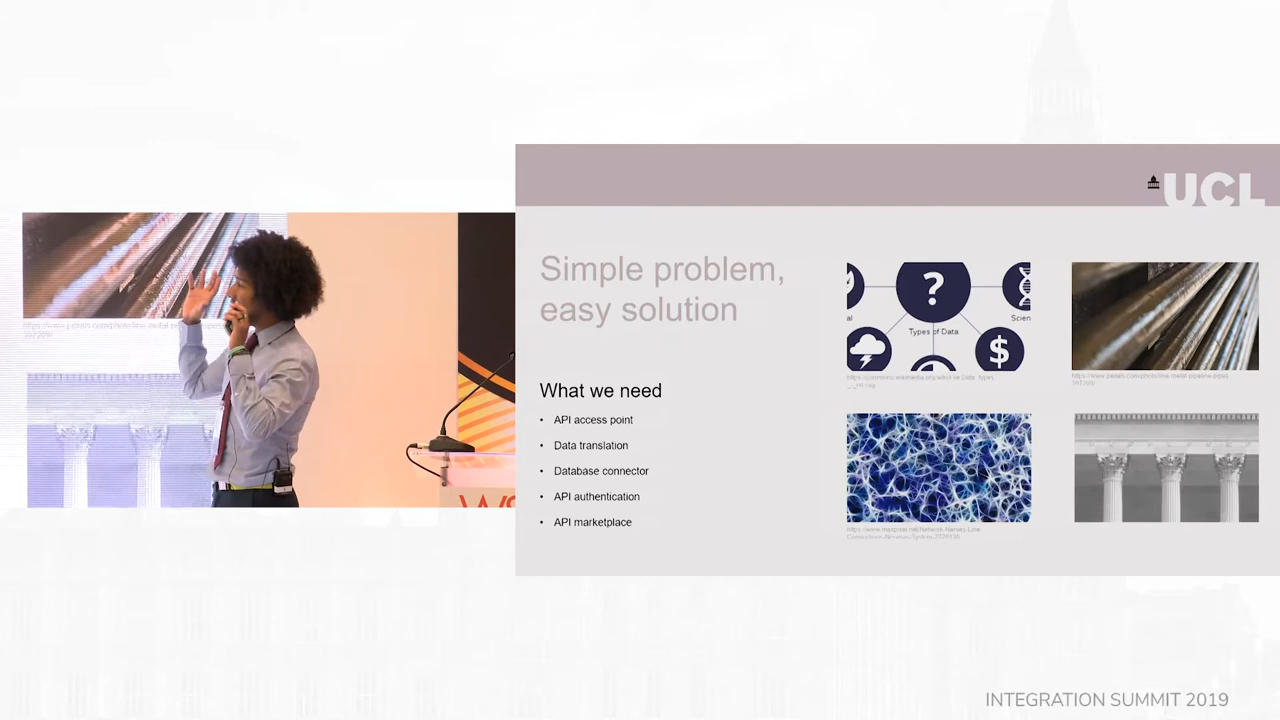 UCL
Simple problem,
easy solution
What we need
• API access point
• Data translation
• Database connector
• API authentication
• API marketplace
?
al
Types of Data
Scien
$
INTEGRATION SUMMIT 2019